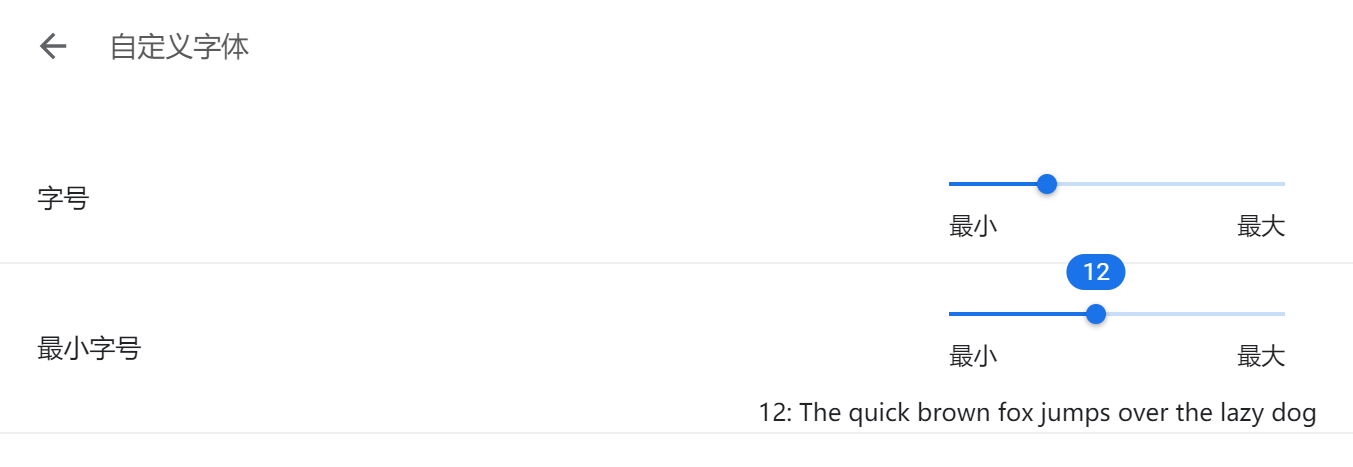 自定义字体
字号
最小 最大
12
最小字号
最小 最大
12: The quick brown fox jumps over the lazy dog